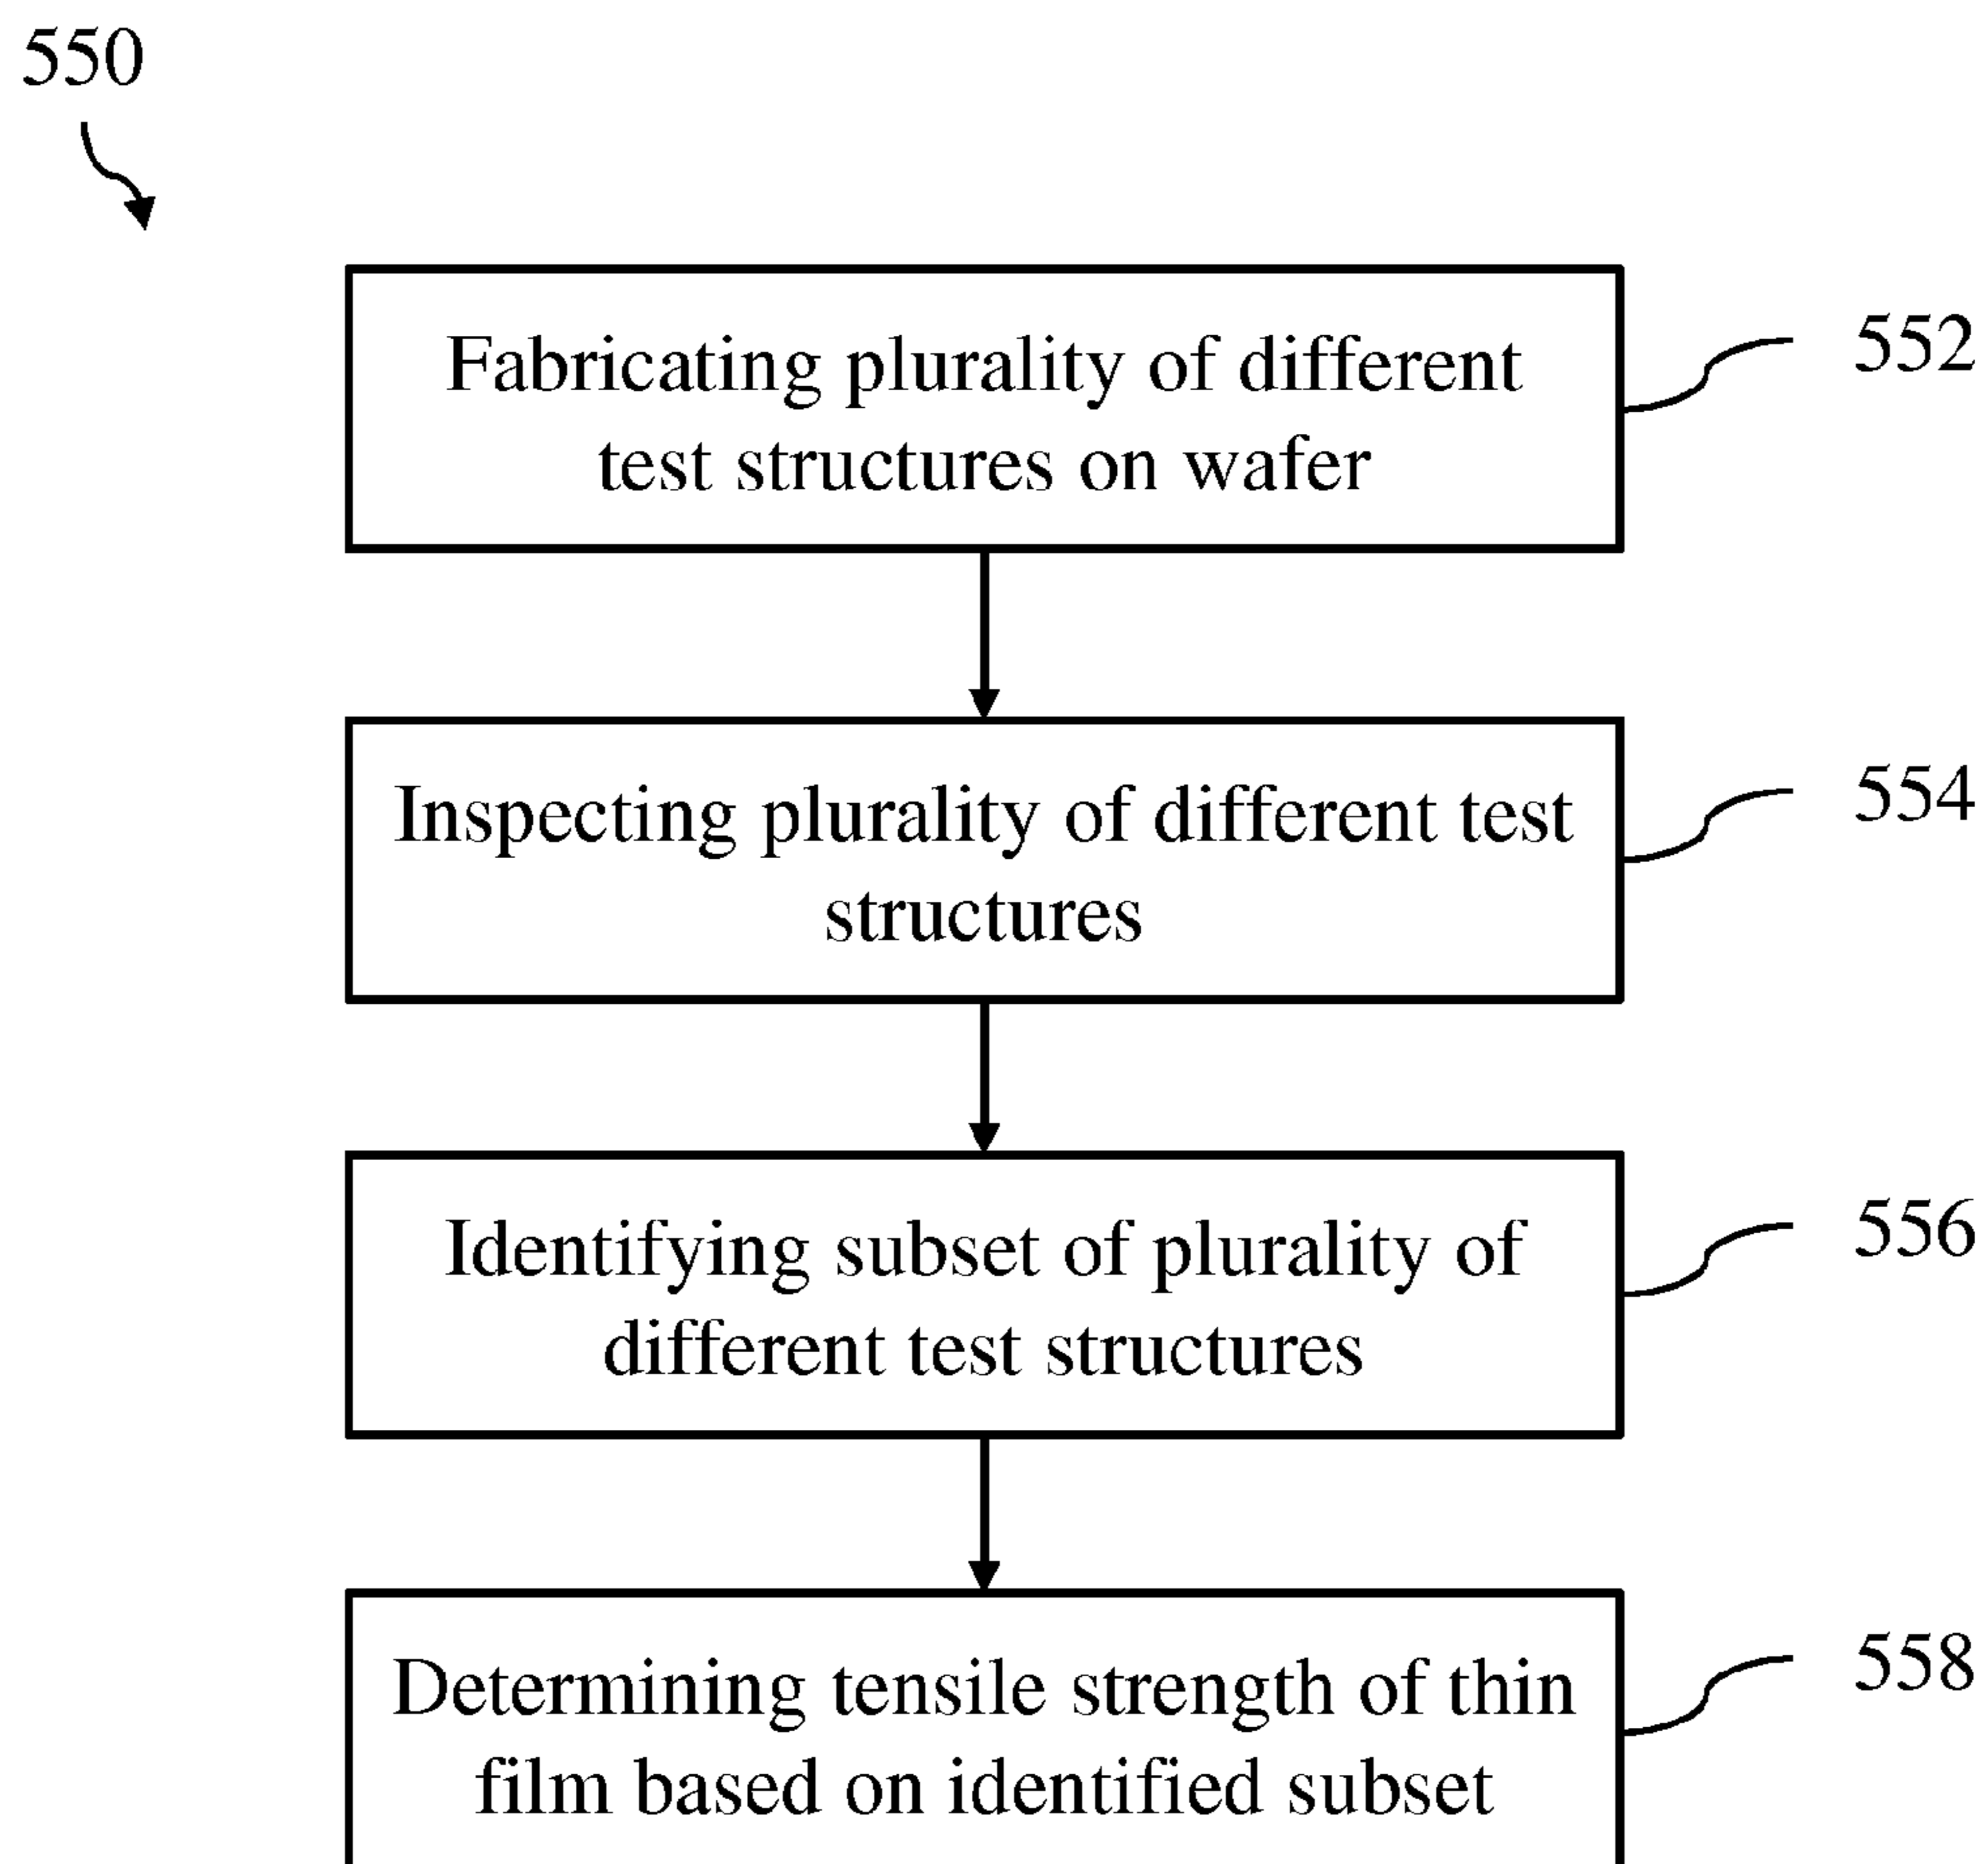 550
Fabricating plurality of different
test structures on wafer
552
Inspecting plurality of different test
structures
554
Identifying subset of plurality of
different test structures
556
Determining tensile strength of thin
film based on identified subset
558